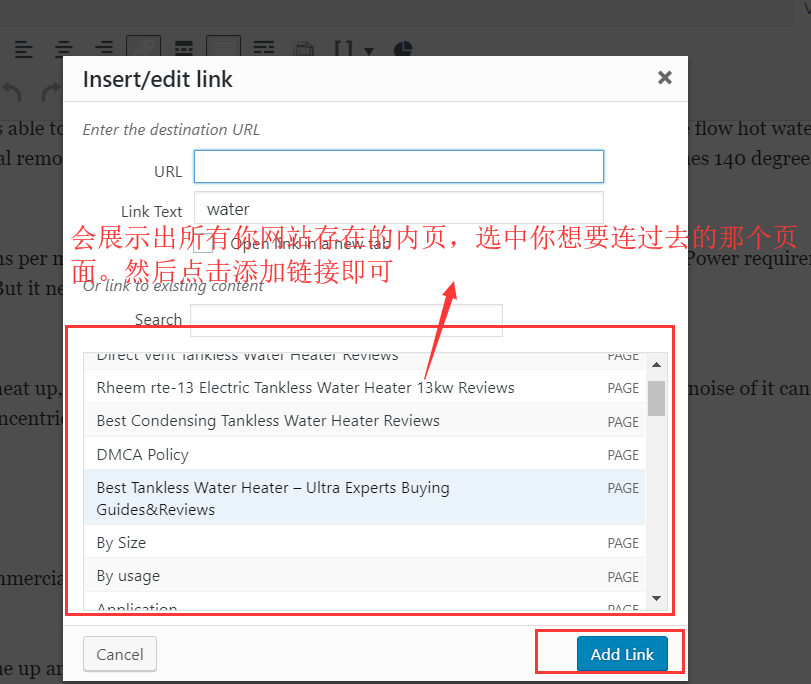 Insert/edit link
s able to
Enter the destination URL
e flow hot wate
al remo
URL
nes 140 degree
Link Text
water
会展示出所有你网站存在的内页，选中你想要连过去的那个页
Open link in a new tab
ns per m
Power requirem
面。然后点击添加链接即可
But it ne
Or link to existing content
Search
Direct Vent Tankless Water Heater Reviews
PAGE
heat up,
Rheem rte-13 Electric Tankless Water Heater 13kw Reviews
PAGE
noise of it can
ncentri
Best Condensing Tankless Water Heater Reviews
PAGE
DMCA Policy
PAGE
Best Tankless Water Heater – Ultra Experts Buying
PAGE
Guides&Reviews
By Size
PAGE
By usage
PAGE
mmercia
Application
PAGE
Cancel
Add Link
ne up an